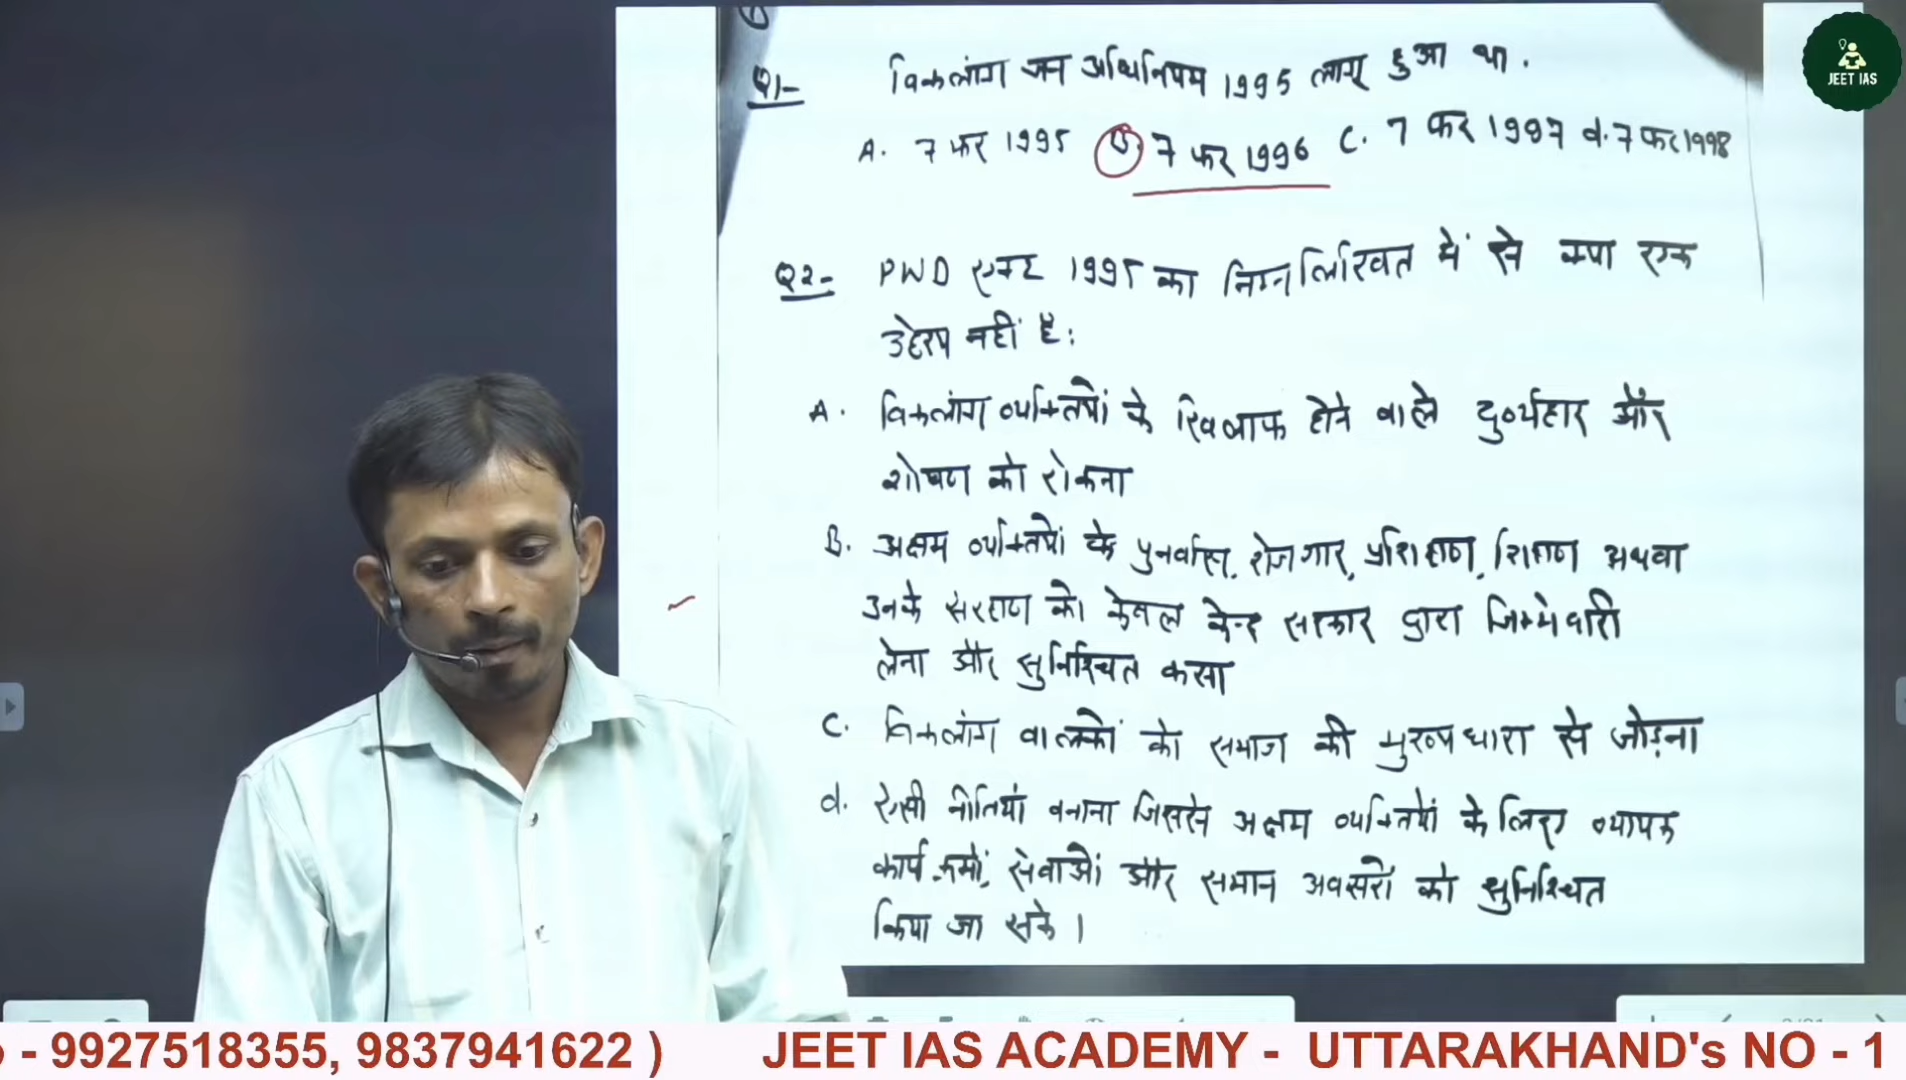 JEET IAS
Q1- विकलांग जन अधिनियम 1995 लागू हुआ था.
A. 7 फर 1995 B. 7 फर 1996 C. 7 फर 1997 d. 7 फर 1998
Q2- PWD एक्ट 1995 का निम्नलिखित में से क्या एक
उद्देश्य नहीं है:
A. विकलांग व्यक्तियों के खिलाफ होने वाले दुर्व्यहार और
शोषण को रोकना
B. अक्षम व्यक्तियों के पुनर्वास, रोजगार, प्रशिक्षण, शिक्षण अथवा
उनके संरक्षण को केवल केन्द्र सरकार द्वारा जिम्मेदारी
लेना और सुनिश्चित करना
C. विकलांग बालकों को समाज की मुख्यधारा से जोड़ना
d. ऐसी नीतियां बनाना जिससे अक्षम व्यक्तियों के लिए व्यापक
कार्यक्रमों, सेवाओं और समान अवसरों को सुनिश्चित
किया जा सके।
- 9927518355, 9837941622 ) JEET IAS ACADEMY - UTTARAKHAND's NO - 1